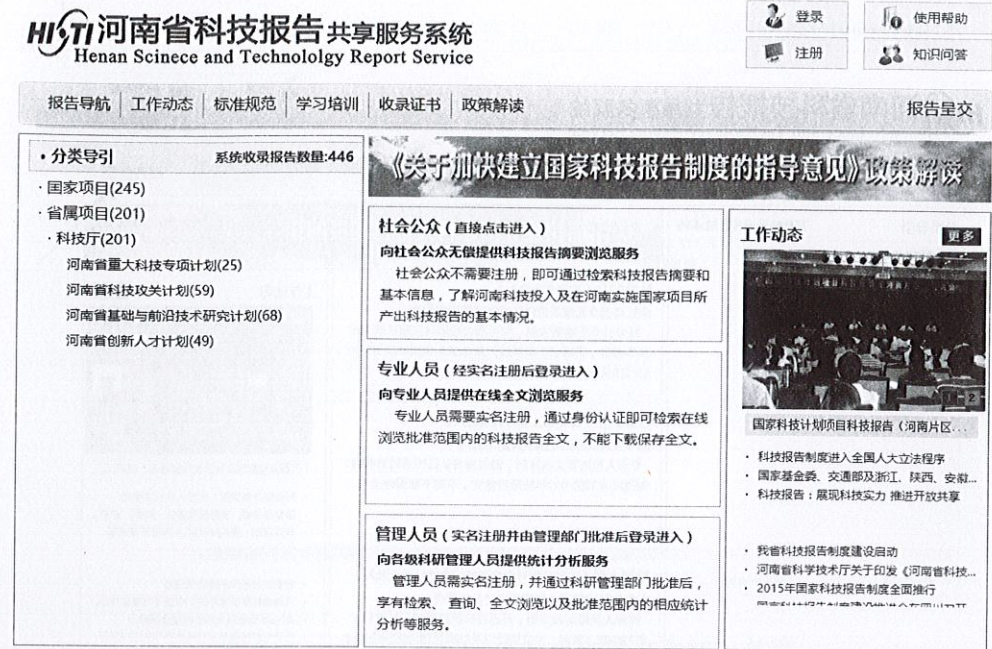 HISTI河南省科技报告共享服务系统
Henan Scinece and Technololgy Report Service
登录
使用帮助
注册
知识问答
报告导航 工作动态 标准规范 学习培训 收录证书 政策解读
报告呈交
·分类导引 系统收录报告数量:446
·国家项目(245)
·省属项目(201)
·科技厅(201)
河南省重大科技专项计划(25)
河南省科技攻关计划(59)
河南省基础与前沿技术研究计划(68)
河南省创新人才计划(49)
《关于加快建立国家科技报告制度的指导意见》政策解读
社会公众（直接点击进入）
向社会公众无偿提供科技报告摘要浏览服务
社会公众不需要注册，即可通过检索科技报告摘要和
基本信息，了解河南科技投入及在河南实施国家项目所
产出科技报告的基本情况。
专业人员（经实名注册后登录进入）
向专业人员提供在线全文浏览服务
专业人员需要实名注册，通过身份认证即可检索在线
浏览批准范围内的科技报告全文，不能下载保存全文。
管理人员（实名注册并由管理部门批准后登录进入）
向各级科研管理人员提供统计分析服务
管理人员需实名注册，并通过科研管理部门批准后，
享有检索、查询、全文浏览以及批准范围内的相应统计
分析等服务。
工作动态 更多
1 2
国家科技计划项目科技报告（河南片区...
· 科技报告制度进入全国人大立法程序
国家基金委、交通部及浙江、陕西、安徽...
· 科技报告：展现科技实力 推进开放共享
· 我省科技报告制度建设启动
· 河南省科学技术厅关于印发《河南省科技...
· 2015年国家科技报告制度全面推行